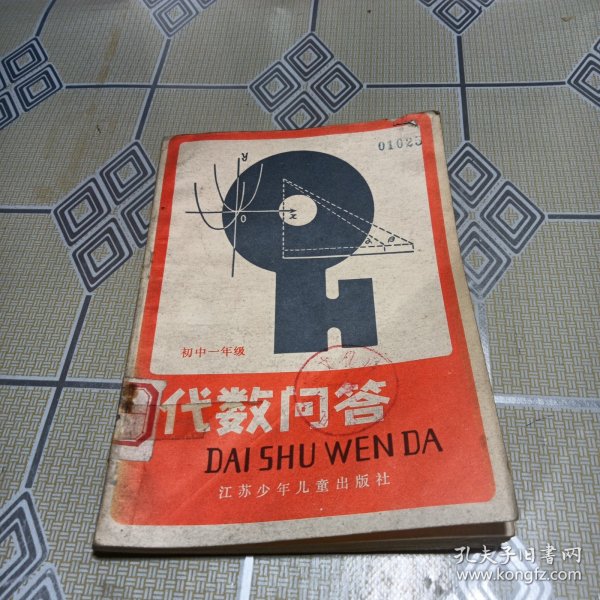 01025
y
O
x
初中一年级
代数问答
DAI SHU WEN DA
江苏少年儿童出版社
孔夫子旧书网
www.kongfz.com